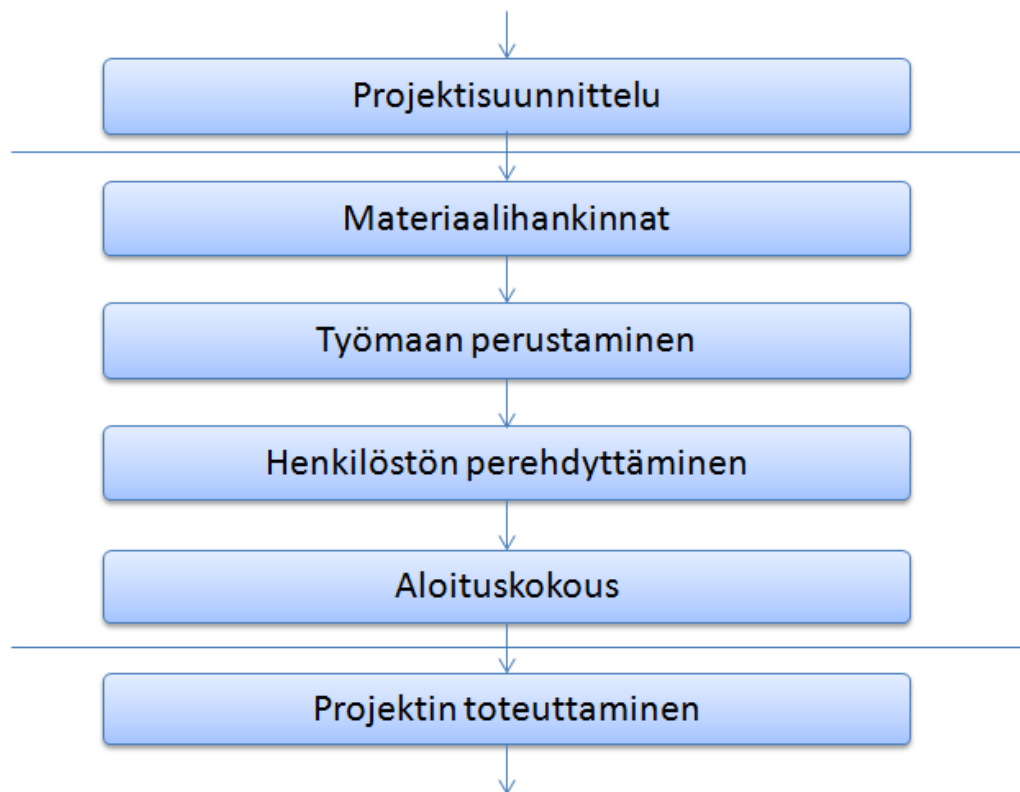 Projektisuunnittelu
Materiaalihankinnat
Työmaan perustaminen
Henkilöstön perehdyttäminen
Aloituskokous
Projektin toteuttaminen